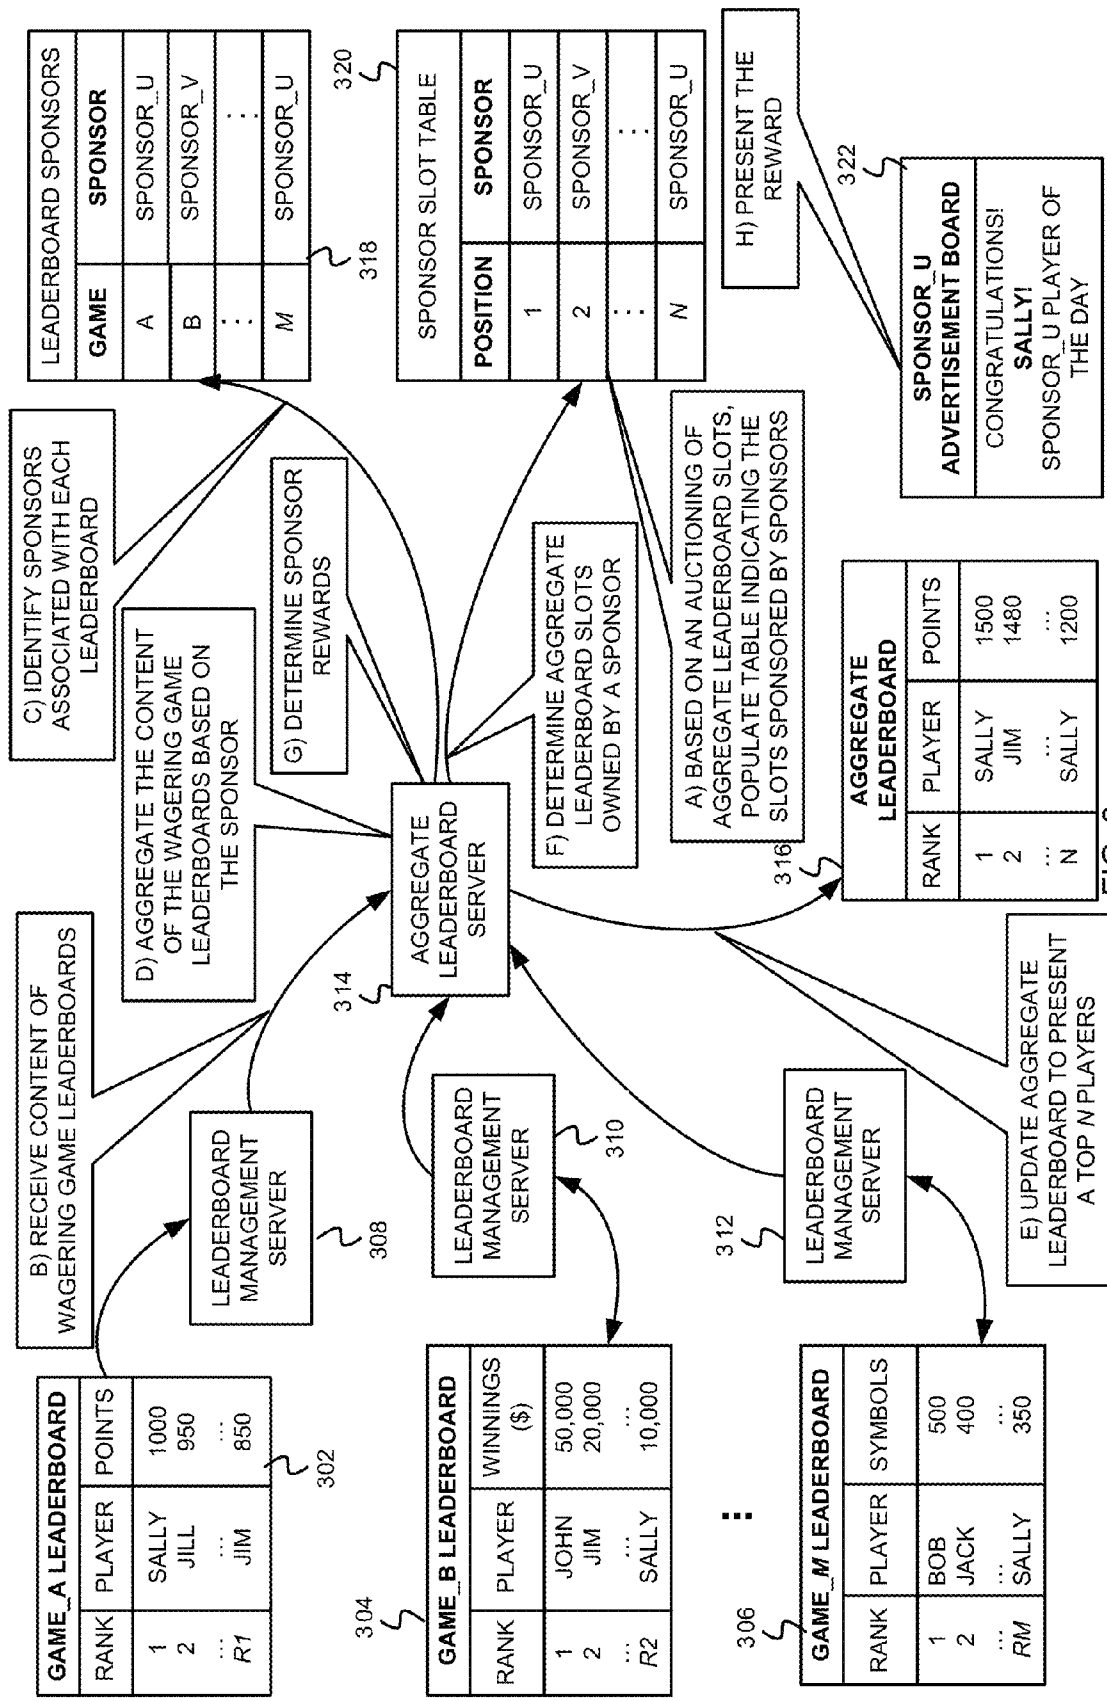 GAME_A LEADERBOARD
RANK PLAYER POINTS
1 SALLY 1000
2 JILL 950
... ... ...
R1 JIM 850
302
B) RECEIVE CONTENT OF
WAGERING GAME LEADERBOARDS
LEADERBOARD
MANAGEMENT
SERVER
308
D) AGGREGATE THE CONTENT
OF THE WAGERING GAME
LEADERBOARDS BASED ON
THE SPONSOR
C) IDENTIFY SPONSORS
ASSOCIATED WITH EACH
LEADERBOARD
G) DETERMINE SPONSOR
REWARDS
LEADERBOARD SPONSORS
GAME SPONSOR
A SPONSOR_U
B SPONSOR_V
⋮ ⋮
M SPONSOR_U
318
304
GAME_B LEADERBOARD
RANK PLAYER WINNINGS
($)
1 JOHN 50,000
2 JIM 20,000
... ... ...
R2 SALLY 10,000
LEADERBOARD
MANAGEMENT
SERVER
310
314
AGGREGATE
LEADERBOARD
SERVER
F) DETERMINE AGGREGATE
LEADERBOARD SLOTS
OWNED BY A SPONSOR
320
SPONSOR SLOT TABLE
POSITION SPONSOR
1 SPONSOR_U
2 SPONSOR_V
⋮ ⋮
N SPONSOR_U
A) BASED ON AN AUCTIONING OF
AGGREGATE LEADERBOARD SLOTS,
POPULATE TABLE INDICATING THE
SLOTS SPONSORED BY SPONSORS
...
306
GAME_M LEADERBOARD
RANK PLAYER SYMBOLS
1 BOB 500
2 JACK 400
... ... ...
RM SALLY 350
312
LEADERBOARD
MANAGEMENT
SERVER
E) UPDATE AGGREGATE
LEADERBOARD TO PRESENT
A TOP N PLAYERS
316
AGGREGATE
LEADERBOARD
RANK PLAYER POINTS
1 SALLY 1500
2 JIM 1480
... ... ...
N SALLY 1200
H) PRESENT THE
REWARD
322
SPONSOR_U
ADVERTISEMENT BOARD
CONGRATULATIONS!
SALLY!
SPONSOR_U PLAYER OF
THE DAY